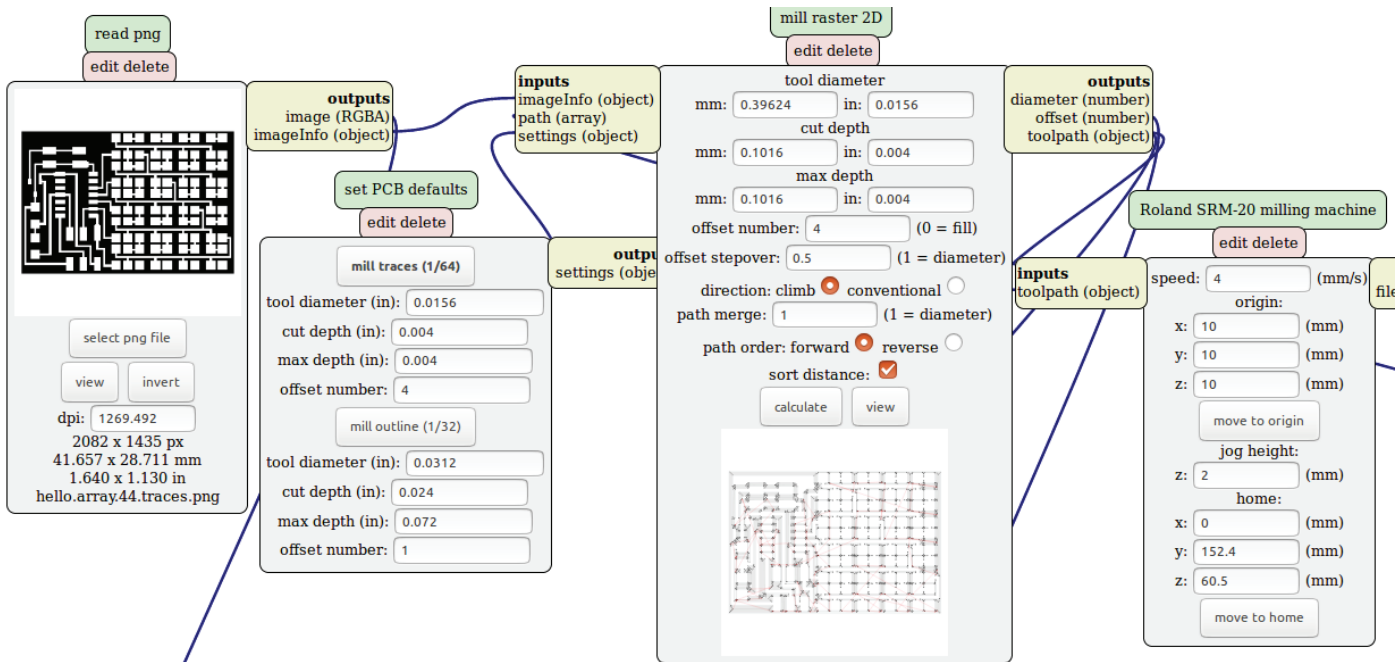 read png
edit delete
outputs
image (RGBA)
imageInfo (object)
select png file
view invert
dpi: 1269.492
2082 x 1435 px
41.657 x 28.711 mm
1.640 x 1.130 in
hello.array.44.traces.png
set PCB defaults
edit delete
mill traces (1/64)
tool diameter (in): 0.0156
cut depth (in): 0.004
max depth (in): 0.004
offset number: 4
mill outline (1/32)
tool diameter (in): 0.0312
cut depth (in): 0.024
max depth (in): 0.072
offset number: 1
outpu
settings (obje
mill raster 2D
edit delete
inputs
imageInfo (object)
path (array)
settings (object)
tool diameter
mm: 0.39624 in: 0.0156
cut depth
mm: 0.1016 in: 0.004
max depth
mm: 0.1016 in: 0.004
offset number: 4 (0 = fill)
offset stepover: 0.5 (1 = diameter)
direction: climb conventional
path merge: 1 (1 = diameter)
path order: forward reverse
sort distance:
calculate view
outputs
diameter (number)
offset (number)
toolpath (object)
Roland SRM-20 milling machine
edit delete
inputs
toolpath (object)
speed: 4 (mm/s)
origin:
x: 10 (mm)
y: 10 (mm)
z: 10 (mm)
move to origin
jog height:
z: 2 (mm)
home:
x: 0 (mm)
y: 152.4 (mm)
z: 60.5 (mm)
move to home
file